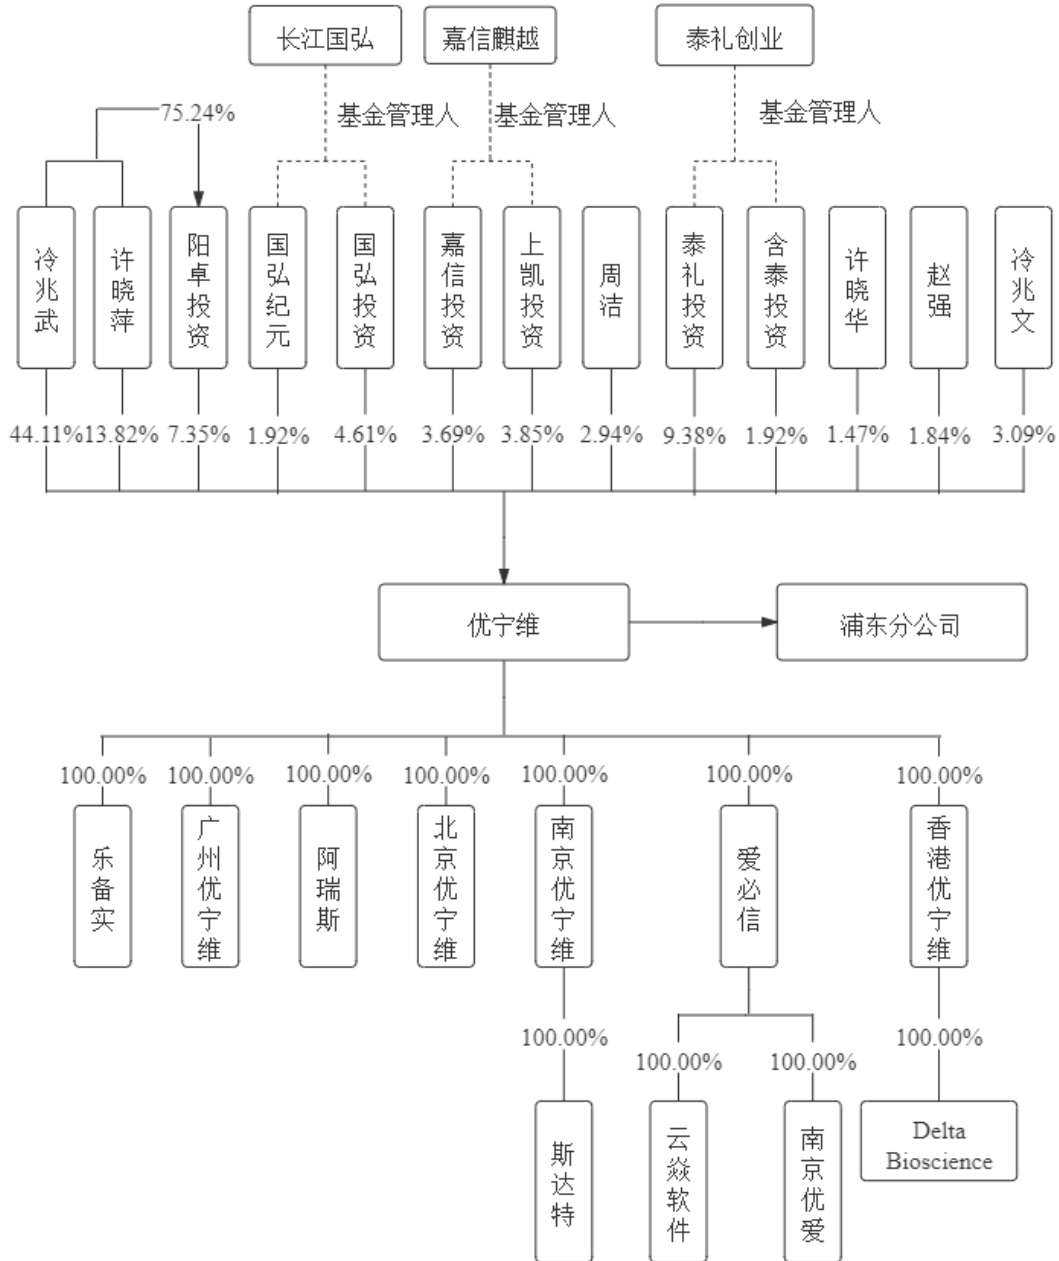 长江国弘
嘉信麒越
泰礼创业
75.24%
基金管理人
基金管理人
基金管理人
冷兆武
许晓萍
阳卓投资
国弘纪元
国弘投资
嘉信投资
上凯投资
周洁
泰礼投资
含泰投资
许晓华
赵强
冷兆文
44.11%
13.82%
7.35%
1.92%
4.61%
3.69%
3.85%
2.94%
9.38%
1.92%
1.47%
1.84%
3.09%
优宁维
浦东分公司
100.00%
100.00%
100.00%
100.00%
100.00%
100.00%
100.00%
乐备实
广州优宁维
阿瑞斯
北京优宁维
南京优宁维
爱必信
香港优宁维
100.00%
100.00%
100.00%
100.00%
斯达特
云焱软件
南京优爱
Delta
Bioscience